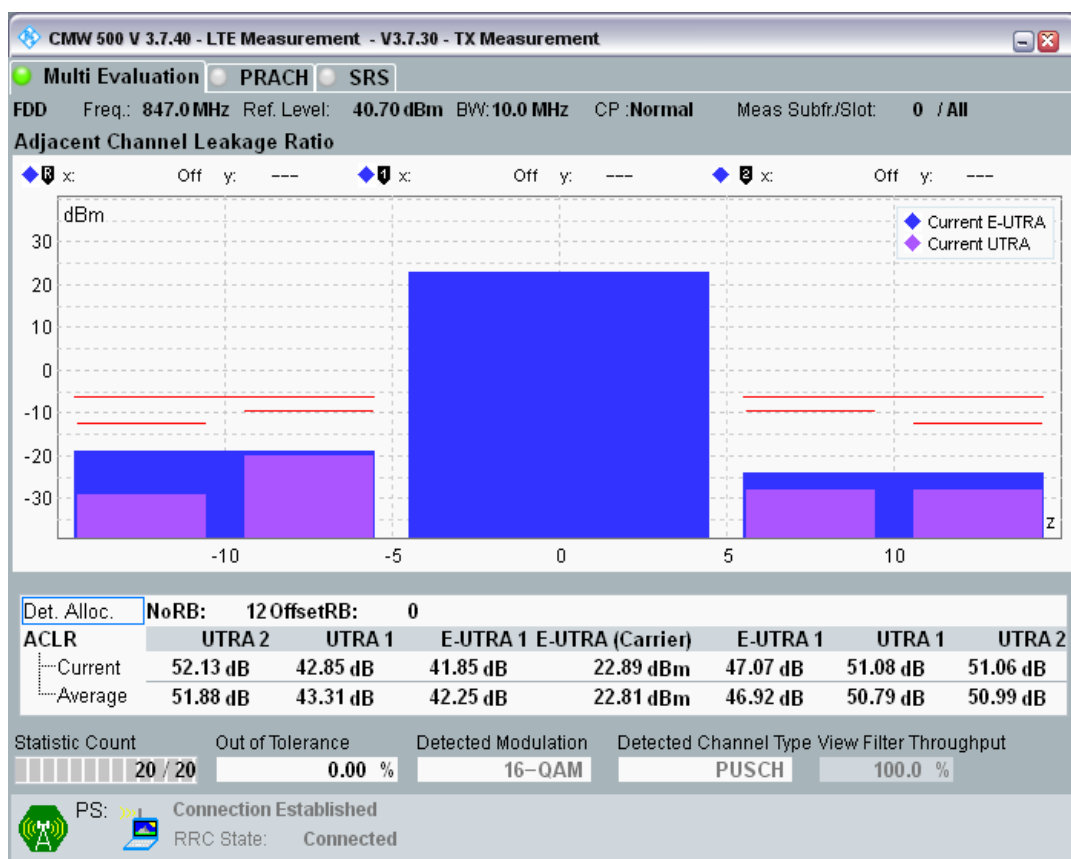 CMW 500 V 3.7.40 - LTE Measurement - V3.7.30 - TX Measurement
Multi Evaluation PRACH SRS
FDD Freq.: 847.0 MHz Ref. Level: 40.70 dBm BW: 10.0 MHz CP :Normal Meas Subfr./Slot: 0 / All
Adjacent Channel Leakage Ratio
R x: Off y: --- 1 x: Off y: --- 2 x: Off y: ---
dBm
Current E-UTRA
Current UTRA
30
20
10
0
-10
-20
-30
z
-10 -5 0 5 10
Det. Alloc. NoRB: 12 OffsetRB: 0
ACLR UTRA 2 UTRA 1 E-UTRA 1 E-UTRA (Carrier) E-UTRA 1 UTRA 1 UTRA 2
Current 52.13 dB 42.85 dB 41.85 dB 22.89 dBm 47.07 dB 51.08 dB 51.06 dB
Average 51.88 dB 43.31 dB 42.25 dB 22.81 dBm 46.92 dB 50.79 dB 50.99 dB
Statistic Count Out of Tolerance Detected Modulation Detected Channel Type View Filter Throughput
20 / 20 0.00 % 16-QAM PUSCH 100.0 %
PS: Connection Established
RRC State: Connected